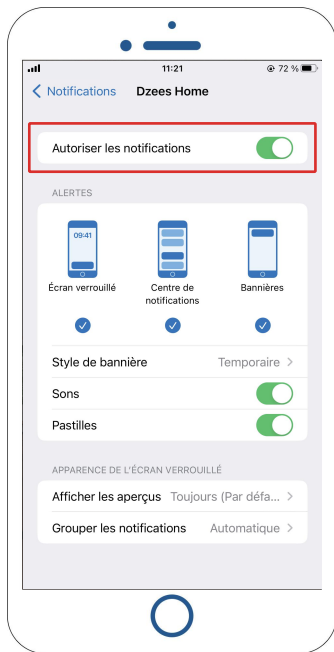 11:21
72 %
Notifications
Dzees Home
Autoriser les notifications
ALERTES
09:41
Écran verrouillé
Centre de
notifications
Bannières
Style de bannière
Temporaire
Sons
Pastilles
APPARENCE DE L'ÉCRAN VERROUILLÉ
Afficher les aperçus
Toujours (Par défa...
Grouper les notifications
Automatique